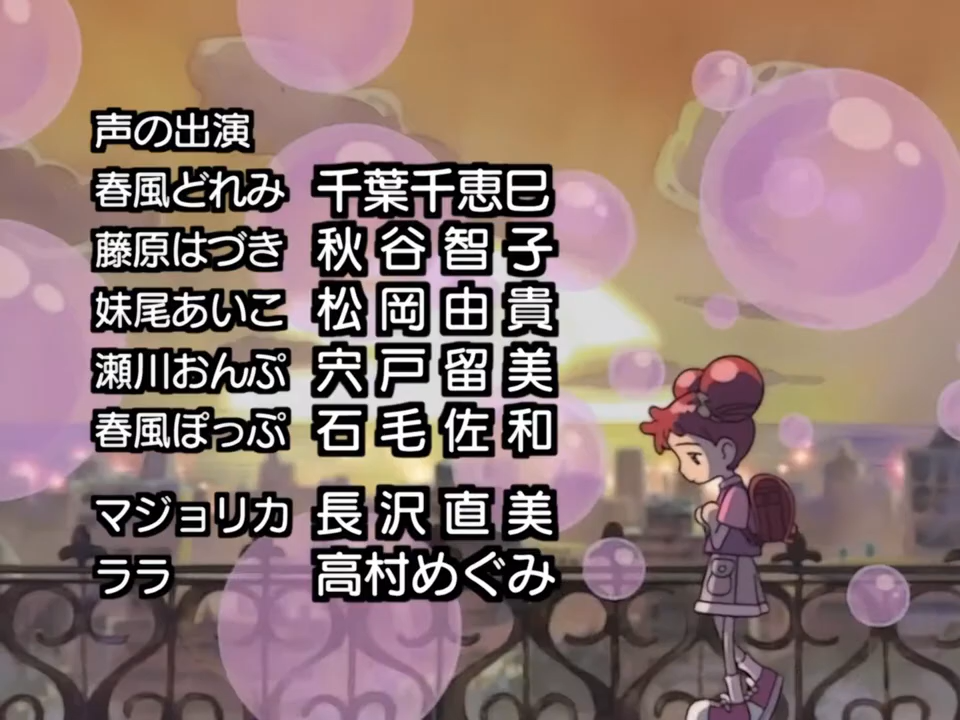 声の出演
春風どれみ 千葉千恵巳
藤原はづき 秋谷智子
妹尾あいこ 松岡由貴
瀬川おんぷ 宍戸留美
春風ぽっぷ 石毛佐和
マジョリカ 長沢直美
ララ 高村めぐみ